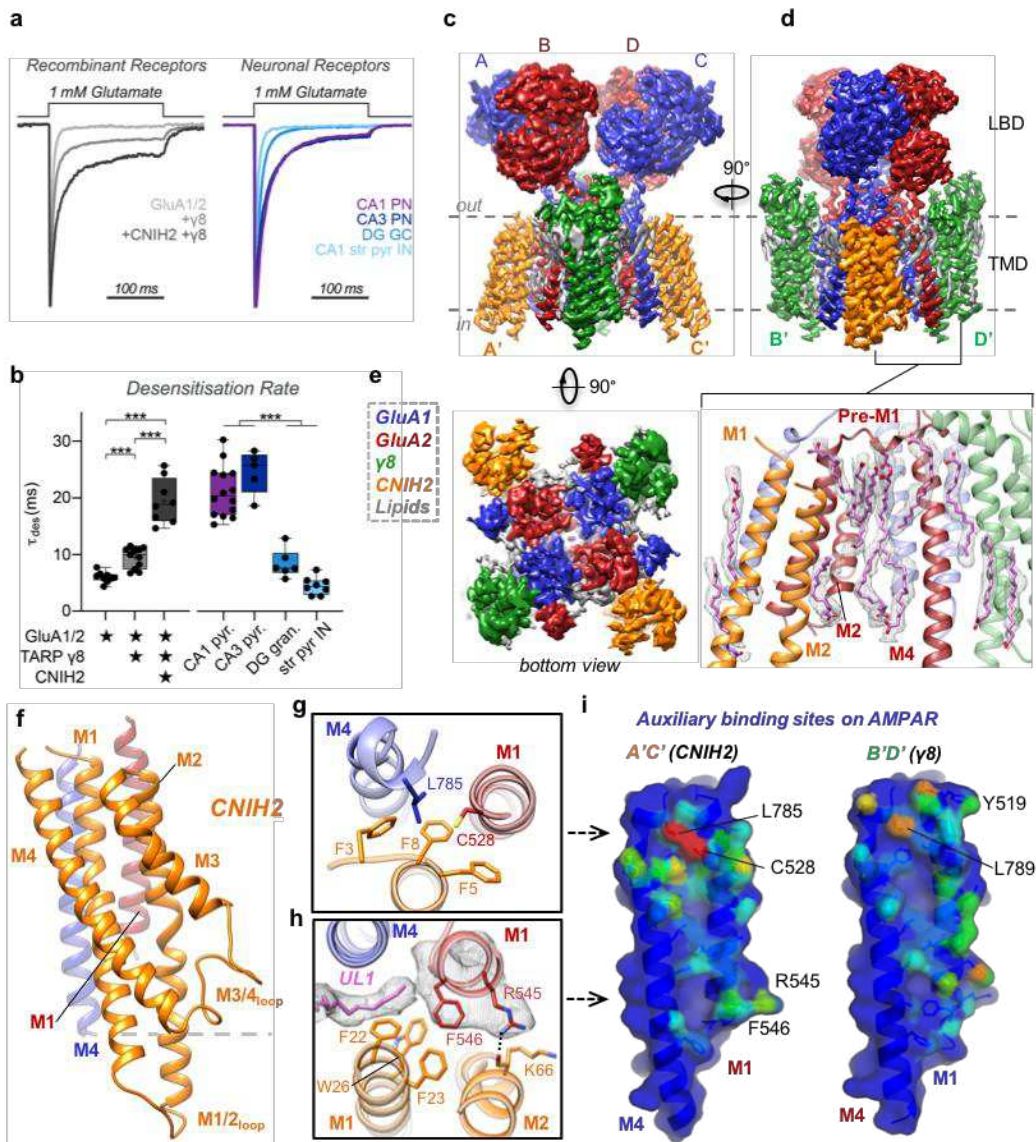 a
Recombinant Receptors
1 mM Glutamate
GluA1/2
+γ8
+CNIH2 +γ8
100 ms
Neuronal Receptors
1 mM Glutamate
CA1 PN
CA3 PN
DG GC
CA1 str pyr IN
100 ms
b
Desensitisation Rate
***
***
***
***
τdes (ms)
30
20
10
0
GluA1/2
TARP γ8
CNIH2
CA1 pyr.
CA3 pyr.
DG gran.
str pyr IN
c
A
B
D
C
out
in
A'
C'
90°
d
LBD
TMD
B'
D'
e
90°
GluA1
GluA2
γ8
CNIH2
Lipids
bottom view
M1
Pre-M1
M2
M2
M4
f
M1
M2
CNIH2
M4
M3
M1
M4
M3/4loop
M1/2loop
g
M4
M1
L785
F3
F8
C528
F5
h
M4
M1
UL1
R545
F22
F546
W26
F23
K66
M1
M2
i
Auxiliary binding sites on AMPAR
A'C' (CNIH2)
B'D' (γ8)
L785
C528
R545
F546
M1
M4
Y519
L789
M1
M4